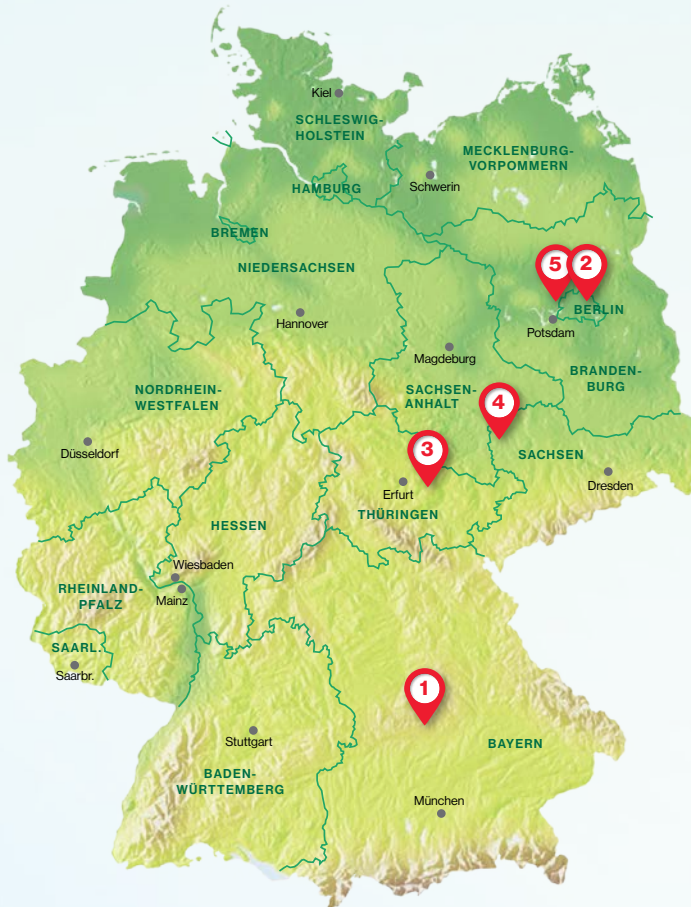 Kiel
SCHLESWIG-
HOLSTEIN
MECKLENBURG-
VORPOMMERN
HAMBURG
Schwerin
BREMEN
NIEDERSACHSEN
5
2
BERLIN
Hannover
Potsdam
Magdeburg
BRANDEN-
BURG
NORDRHEIN-
WESTFALEN
SACHSEN-
ANHALT
4
Düsseldorf
3
SACHSEN
Erfurt
Dresden
THÜRINGEN
HESSEN
Wiesbaden
RHEINLAND-
PFALZ
Mainz
SAARL.
Saarbr.
1
Stuttgart
BAYERN
BADEN-
WÜRTTEMBERG
München